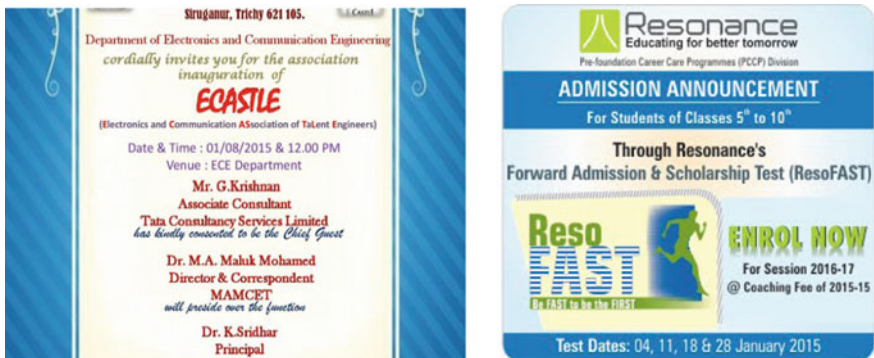 Siruganur, Trichy 621 105.
Department of Electronics and Communication Engineering
cordially invites you for the association
inauguration of
ECASTLE
(Electronics and Communication ASsociation of TaLent Engineers)
Date & Time : 01/08/2015 & 12.00 PM
Venue : ECE Department
Mr. G.Krishnan
Associate Consultant
Tata Consultancy Services Limited
has kindly consented to be the Chief Guest
Dr. M.A. Maluk Mohamed
Director & Correspondent
MAMCET
will preside over the function
Dr. K.Sridhar
Principal
Resonance
Educating for better tomorrow
Pre-foundation Career Care Programmes (PCCP) Division
ADMISSION ANNOUNCEMENT
For Students of Classes 5th to 10th
Through Resonance's
Forward Admission & Scholarship Test (ResoFAST)
Reso
FAST
Be FAST to be the FIRST
ENROL NOW
For Session 2016-17
@ Coaching Fee of 2015-15
Test Dates: 04, 11, 18 & 28 January 2015